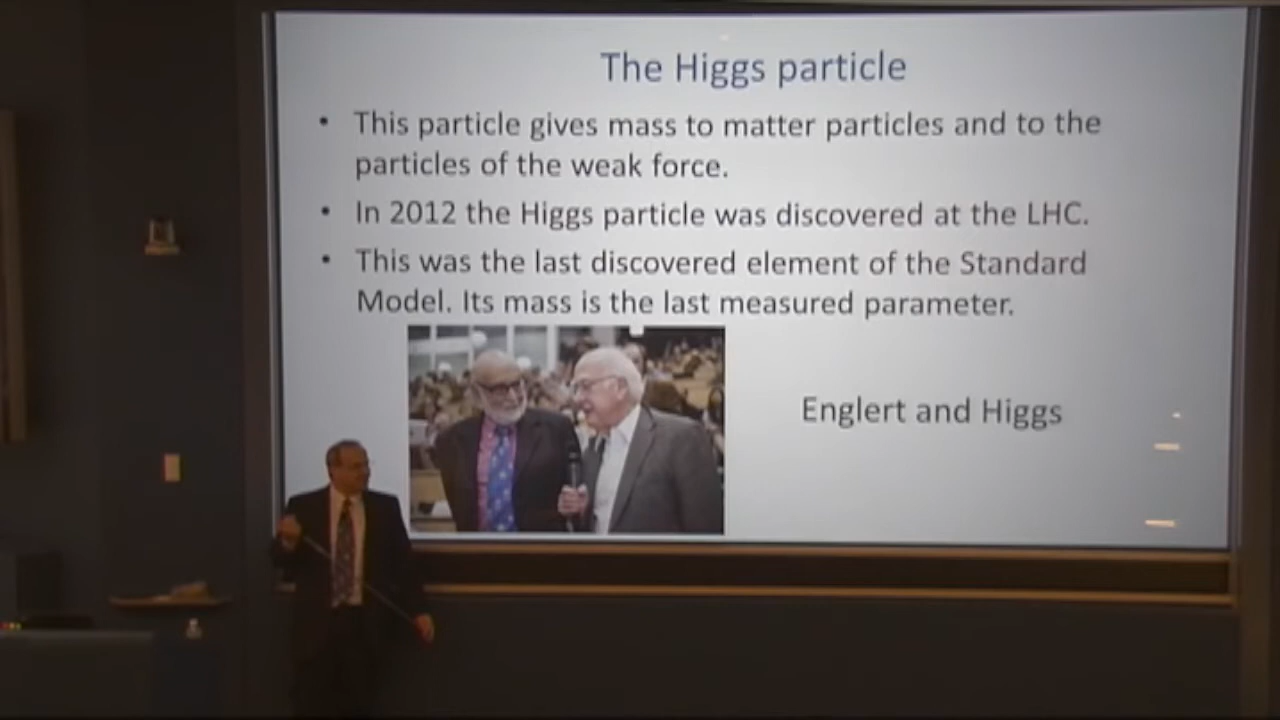 The Higgs particle
• This particle gives mass to matter particles and to the
particles of the weak force.
• In 2012 the Higgs particle was discovered at the LHC.
• This was the last discovered element of the Standard
Model. Its mass is the last measured parameter.
Englert and Higgs